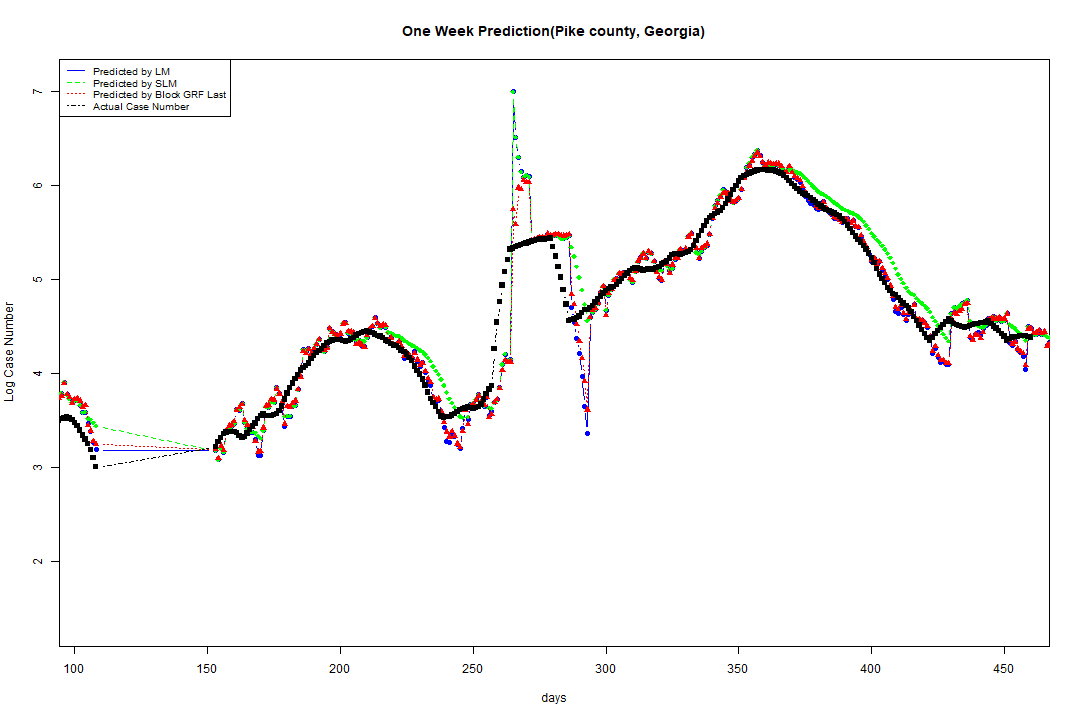 One Week Prediction(Pike county, Georgia)
Predicted by LM
Predicted by SLM
Predicted by Block GRF Last
Actual Case Number
7
6
5
4
3
2
Log Case Number
100 150 200 250 300 350 400 450
days